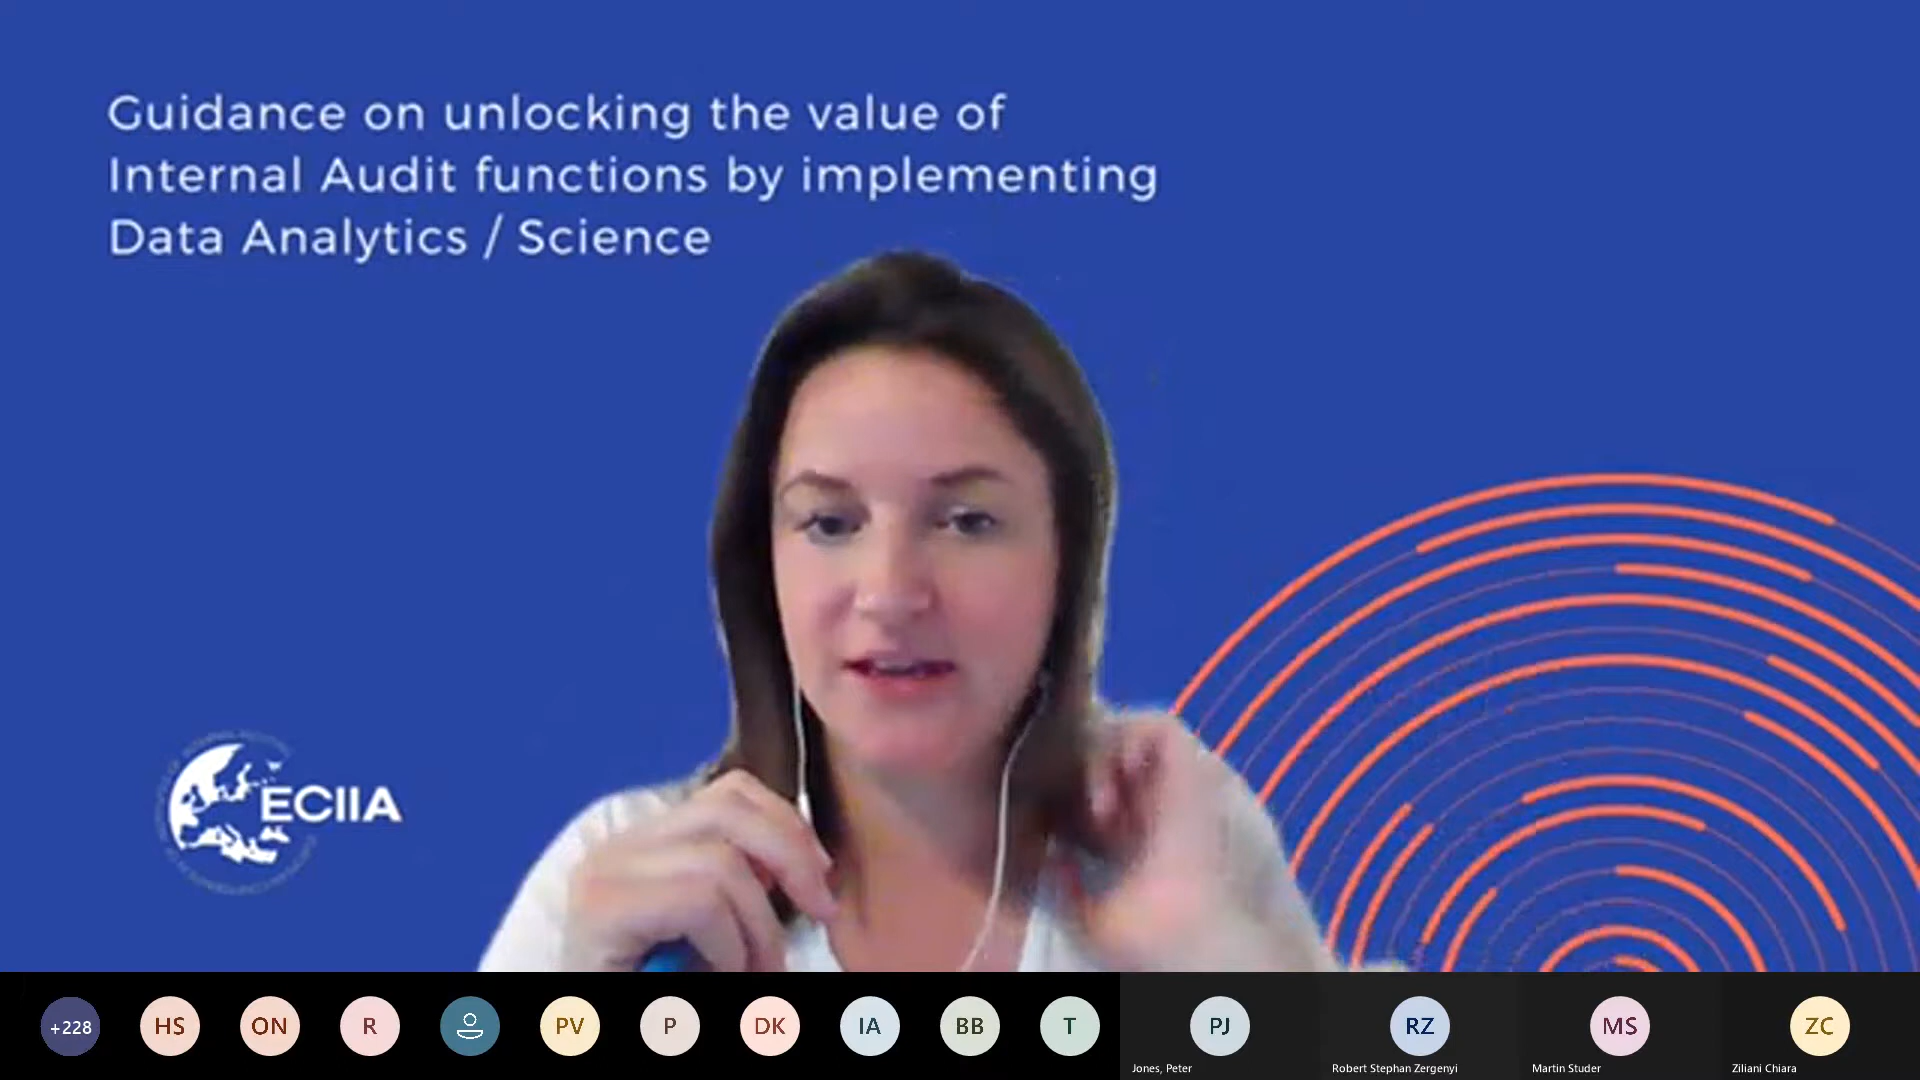 Guidance on unlocking the value of
Internal Audit functions by implementing
Data Analytics / Science
ECIIA
+228
HS
ON
R
PV
P
DK
IA
BB
T
PJ
RZ
MS
ZC
Jones, Peter
Robert Stephan Zergenyi
Martin Studer
Ziliani Chiara